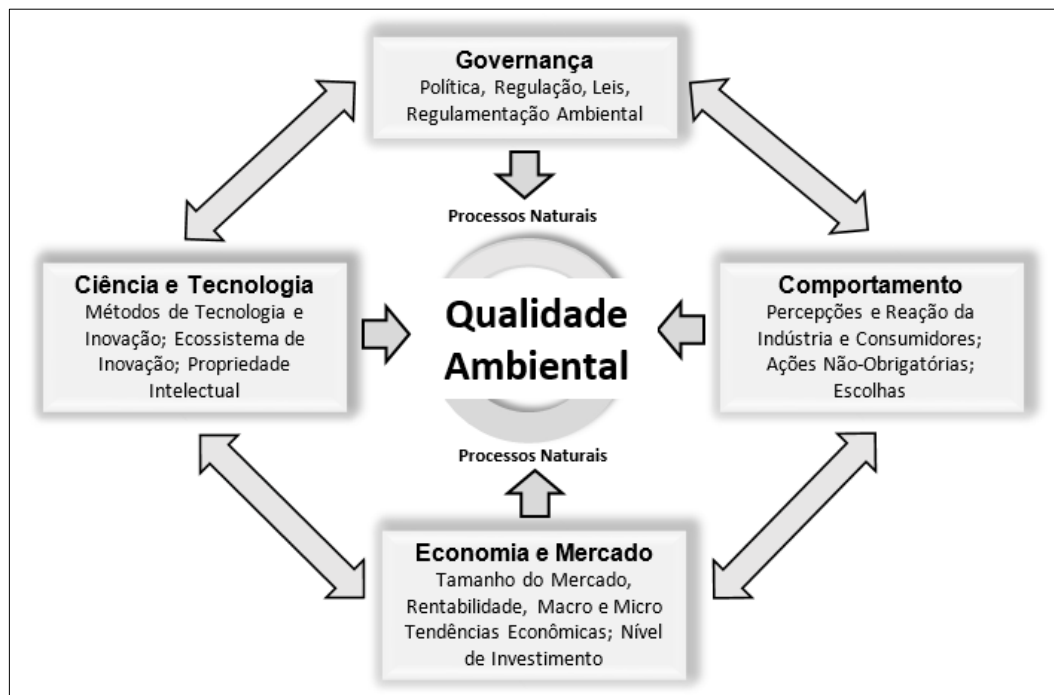 Governança
Política, Regulação, Leis,
Regulamentação Ambiental
Processos Naturais
Ciência e Tecnologia
Métodos de Tecnologia e
Inovação; Ecossistema de
Inovação; Propriedade
Intelectual
Qualidade
Ambiental
Comportamento
Percepções e Reação da
Indústria e Consumidores;
Ações Não-Obrigatórias;
Escolhas
Processos Naturais
Economia e Mercado
Tamanho do Mercado,
Rentabilidade, Macro e Micro
Tendências Econômicas; Nível
de Investimento